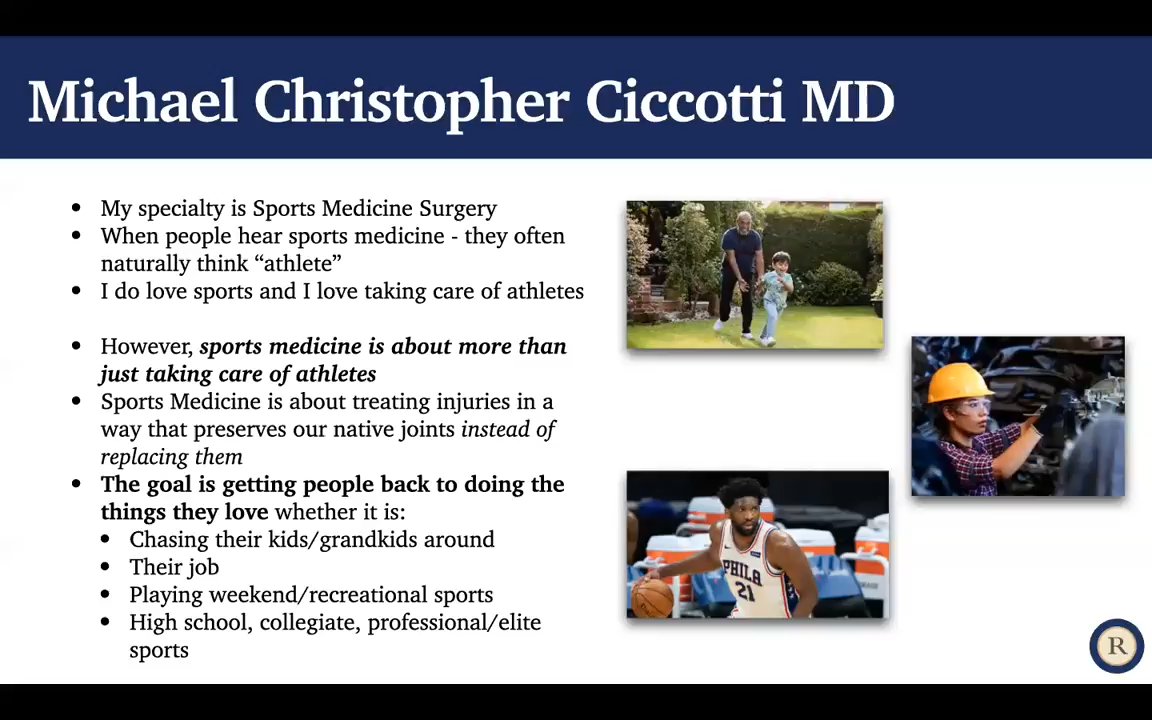 Michael Christopher Ciccotti MD
My specialty is Sports Medicine Surgery
When people hear sports medicine - they often
naturally think “athlete”
I do love sports and I love taking care of athletes
However, sports medicine is about more than
just taking care of athletes
Sports Medicine is about treating injuries in a
way that preserves our native joints instead of
replacing them
The goal is getting people back to doing the
things they love whether it is:
Chasing their kids/grandkids around
Their job
Playing weekend/recreational sports
High school, collegiate, professional/elite
sports
PHILA
21
R